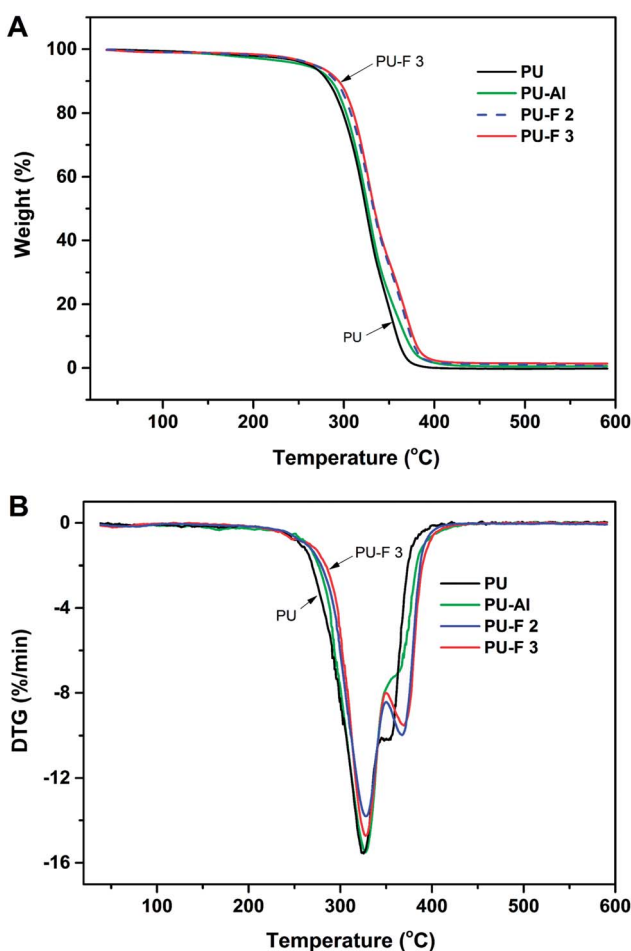 A
100
80
60
40
20
0
Weight (%)
PU-F 3
PU
PU
PU-Al
PU-F 2
PU-F 3
100 200 300 400 500 600
Temperature (°C)
B
0
-4
-8
-12
-16
DTG (%/min)
PU-F 3
PU
PU
PU-Al
PU-F 2
PU-F 3
100 200 300 400 500 600
Temperature (°C)